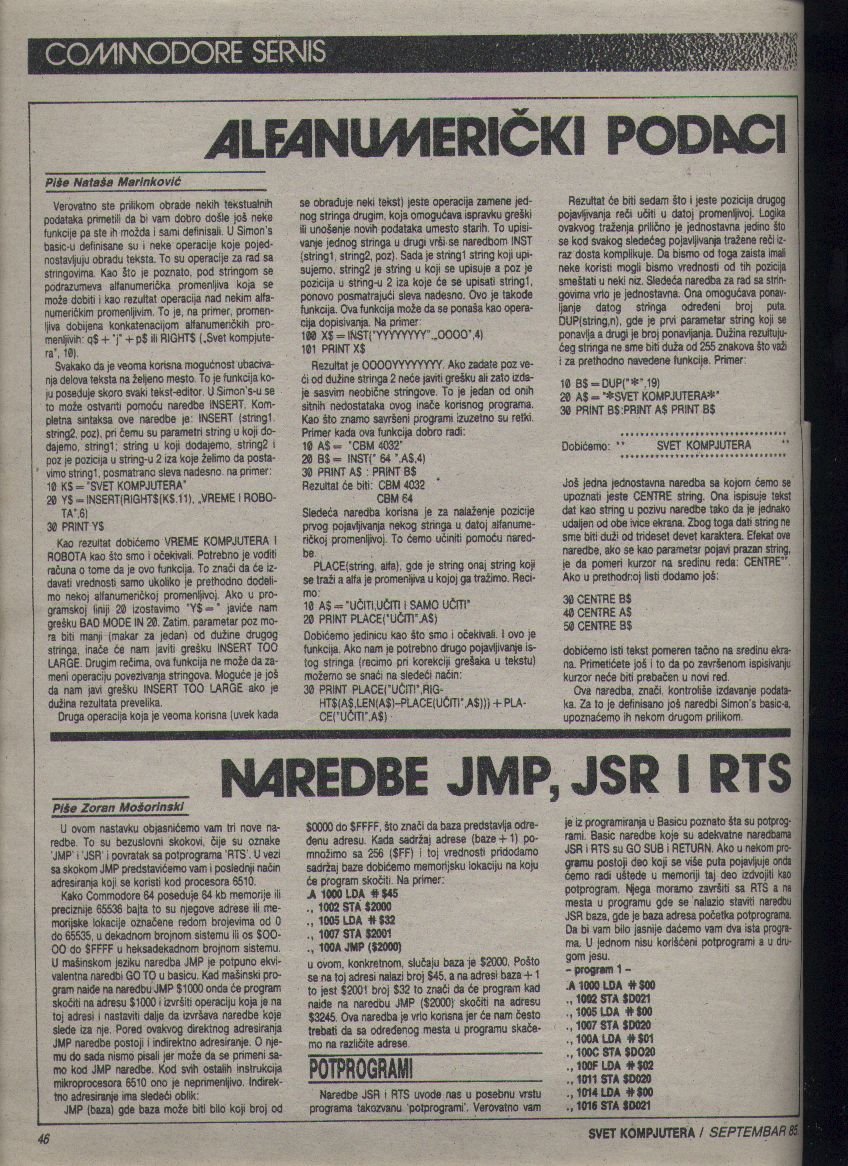 COMMODORE SERVIS
ALFANUMERIČKI PODACI
Piše Nataša Marinković
Verovatno ste prilikom obrade nekih tekstualnih
podataka primetili da bi vam dobro došle još neke
funkcije pa ste ih možda i sami definisali. U Simon's
basic-u definisane su i neke operacije koje pojed-
nostavljuju obradu teksta. To su operacije za rad sa
stringovima. Kao što je poznato, pod stringom se
podrazumeva alfanumerička promenljiva koja se
može dobiti i kao rezultat operacija nad nekim alfa-
numeričkim promenljivim. To je, na primer, promen-
ljiva dobijena konkatenacijom alfanumeričkih pro-
menljivih: q$ + "j" + p$ ili RIGHT$ („Svet kompjute-
ra", 10).
Svakako da je veoma korisna mogućnost ubaciva-
nja delova teksta na željeno mesto. To je funkcija ko-
ju poseduje skoro svaki tekst-editor. U Simons's-u se
to može ostvariti pomoću naredbe INSERT. Kom-
pletna sintaksa ove naredbe je: INSERT (string1,
string2, poz), pri čemu su parametri string u koji do-
dajemo, string1; string u koji dodajemo, string2 i
poz je pozicija u string-u 2 iza koje želimo da posta-
vimo string1, posmatrano sleva nadesno. na primer:
10 K$ = "SVET KOMPJUTERA"
20 Y$ = INSERT(RIGHT$(K$.11), „VREME I ROBO-
TA",6)
30 PRINT Y$
Kao rezultat dobićemo VREME KOMPJUTERA I
ROBOTA kao što smo i očekivali. Potrebno je voditi
računa o tome da je ovo funkcija. To znači da će iz-
davati vrednosti samo ukoliko je prethodno dodeli-
mo nekoj alfanumeričkoj promenljivoj. Ako u pro-
gramskoj liniji 20 izostavimo "Y$ = " javiće nam
grešku BAD MODE IN 20. Zatim, parametar poz mo-
ra biti manji (makar za jedan) od dužine drugog
stringa, inače će nam javiti grešku INSERT TOO
LARGE. Drugim rečima, ova funkcija ne može da za-
meni operaciju povezivanja stringova. Moguće je još
da nam javi grešku INSERT TOO LARGE ako je
dužina rezultata prevelika.
Druga operacija koja je veoma korisna (uvek kada
se obrađuje neki tekst) jeste operacija zamene jed-
nog stringa drugim, koja omogućava ispravku greški
ili unošenje novih podataka umesto starih. To upisi-
vanje jednog stringa u drugi vrši se naredbom INST
(string1, string2, poz). Sada je string1 string koji upi-
sujemo, string2 je string u koji se upisuje a poz je
pozicija u string-u 2 iza koje će se upisati string1,
ponovo posmatrajući sleva nadesno. Ovo je takođe
funkcija. Ova funkcija može da se ponaša kao opera-
cija dopisivanja. Na primer:
100 X$ = INST("YYYYYYYY",„OOOO",4)
101 PRINT X$
Rezultat je OOOOYYYYYYYY. Ako zadate poz ve-
ći od dužine stringa 2 neće javiti grešku ali zato izda-
je sasvim neobične stringove. To je jedan od onih
sitnih nedostataka ovog inače korisnog programa.
Kao što znamo savršeni programi izuzetno su retki.
Primer kada ova funkcija dobro radi:
10 A$ = "CBM 4032"
20 B$ = INST(" 64 ",A$,4)
30 PRINT A$ : PRINT B$
Rezultat će biti: CBM 4032
CBM 64
Sledeća naredba korisna je za nalaženje pozicije
prvog pojavljivanja nekog stringa u datoj alfanume-
ričkoj promenljivoj. To ćemo učiniti pomoću nared-
be.
PLACE(string, alfa), gde je string onaj string koji
se traži a alfa je promenljiva u kojoj ga tražimo. Reci-
mo:
10 A$ = "UČITI,UČITI i SAMO UČITI"
20 PRINT PLACE("UČITI",A$)
Dobićemo jedinicu kao što smo i očekivali. I ovo je
funkcija. Ako nam je potrebno drugo pojavljivanje is-
tog stringa (recimo pri korekciji grešaka u tekstu)
možemo se snaći na sledeći način:
30 PRINT PLACE("UČITI",RIG-
HT$(A$,LEN(A$)–PLACE(UČITI",A$))) + PLA-
CE("UČITI",A$)
Rezultat će biti sedam što i jeste pozicija drugog
pojavljivanja reči učiti u datoj promenljivoj. Logika
ovakvog traženja prilično je jednostavna jedino što
se kod svakog sledećeg pojavljivanja tražene reči iz-
raz dosta komplikuje. Da bismo od toga zaista imali
neke koristi mogli bismo vrednosti od tih pozicija
smeštati u neki niz. Sledeća naredba za rad sa strin-
govima vrlo je jednostavna. Ona omogućava ponav-
ljanje datog stringa određeni broj puta.
DUP(string,n), gde je prvi parametar string koji se
ponavlja a drugi je broj ponavljanja. Dužina rezultuju-
ćeg stringa ne sme biti duža od 255 znakova što važi
i za prethodno navedene funkcije. Primer:
10 B$ = DUP("*",19)
20 A$ = "*SVET KOMPJUTERA*"
30 PRINT B$:PRINT A$ PRINT B$
Dobićemo: ** SVET KOMPJUTERA **
Još jedna jednostavna naredba sa kojom ćemo se
upoznati jeste CENTRE string. Ona ispisuje tekst
dat kao string u pozivu naredbe tako da je jednako
udaljen od obe ivice ekrana. Zbog toga dati string ne
sme biti duži od trideset devet karaktera. Efekat ove
naredbe, ako se kao parametar pojavi prazan string,
je da pomeri kurzor na sredinu reda: CENTRE"".
Ako u prethodnoj listi dodamo još:
30 CENTRE B$
40 CENTRE A$
50 CENTRE B$
dobićemo isti tekst pomeren tačno na sredinu ekra-
na. Primetićete još i to da po završenom ispisivanju
kurzor neće biti prebačen u novi red.
Ova naredba, znači, kontroliše izdavanje podata-
ka. Za to je definisano još naredbi Simon's basic-a,
upoznaćemo ih nekom drugom prilikom.
NAREDBE JMP, JSR I RTS
Piše Zoran Mošorinski
U ovom nastavku objasnićemo vam tri nove na-
redbe. To su bezuslovni skokovi, čije su oznake
'JMP' i 'JSR' i povratak sa potprograma 'RTS'. U vezi
sa skokom JMP predstavićemo vam i poslednji način
adresiranja koji se koristi kod procesora 6510.
Kako Commodore 64 poseduje 64 kb memorije ili
preciznije 65536 bajta to su njegove adrese ili me-
morijske lokacije označene redom brojevima od 0
do 65535, u dekadnom brojnom sistemu ili os $OO-
OO do $FFFF u heksadekadnom brojnom sistemu.
U mašinskom jeziku naredba JMP je potpuno ekvi-
valentna naredbi GO TO u basicu. Kad mašinski pro-
gram naiđe na naredbu JMP $1000 onda će program
skočiti na adresu $1000 i izvršiti operaciju koja je na
toj adresi i nastaviti dalje da izvršava naredbe koje
slede iza nje. Pored ovakvog direktnog adresiranja
JMP naredbe postoji i indirektno adresiranje. O nje-
mu do sada nismo pisali jer može da se primeni sa-
mo kod JMP naredbe. Kod svih ostalih instrukcija
mikroprocesora 6510 ono je neprimenljivo. Indirek-
tno adresiranje ima sledeći oblik:
JMP (baza) gde baza može biti bilo koji broj od
$0000 do $FFFF, što znači da baza predstavlja odre-
đenu adresu. Kada sadržaj adrese (baze + 1) po-
množimo sa 256 ($FF) i toj vrednosti pridodamo
sadržaj baze dobićemo memorijsku lokaciju na koju
će program skočiti. Na primer:
.A 1000 LDA # $45
., 1002 STA $2000
., 1005 LDA # $32
., 1007 STA $2001
., 100A JMP ($2000)
u ovom, konkretnom, slučaju baza je $2000. Pošto
se na toj adresi nalazi broj $45, a na adresi baza + 1
to jest $2001 broj $32 to znači da će program kad
naiđe na naredbu JMP ($2000) skočiti na adresu
$3245. Ova naredba je vrlo korisna jer će nam često
trebati da sa određenog mesta u programu skače-
mo na različite adrese.
POTPROGRAMI
Naredbe JSR i RTS uvode nas u posebnu vrstu
programa takozvanu 'potprogrami'. Verovatno vam
je iz programiranja u Basicu poznato šta su potprog-
rami. Basic naredbe koje su adekvatne naredbama
JSR i RTS su GO SUB i RETURN. Ako u nekom pro-
gramu postoji deo koji se više puta pojavljuje onda
ćemo radi uštede u memoriji taj deo izdvojiti kao
potprogram. Njega moramo završiti sa RTS a na
mesta u programu gde se nalazio staviti naredbu
JSR baza, gde je baza adresa početka potprograma.
Da bi vam bilo jasnije daćemo vam dva ista progra-
ma. U jednom nisu korišćeni potprogrami a u dru-
gom jesu.
– program 1 –
.A 1000 LDA # $00
., 1002 STA $D021
., 1005 LDA # $00
., 1007 STA $D020
., 100A LDA # $01
., 100C STA $DO20
., 100F LDA # $02
., 1011 STA $D020
., 1014 LDA # $00
., 1016 STA $D021
46
SVET KOMPJUTERA / SEPTEMBAR 85.